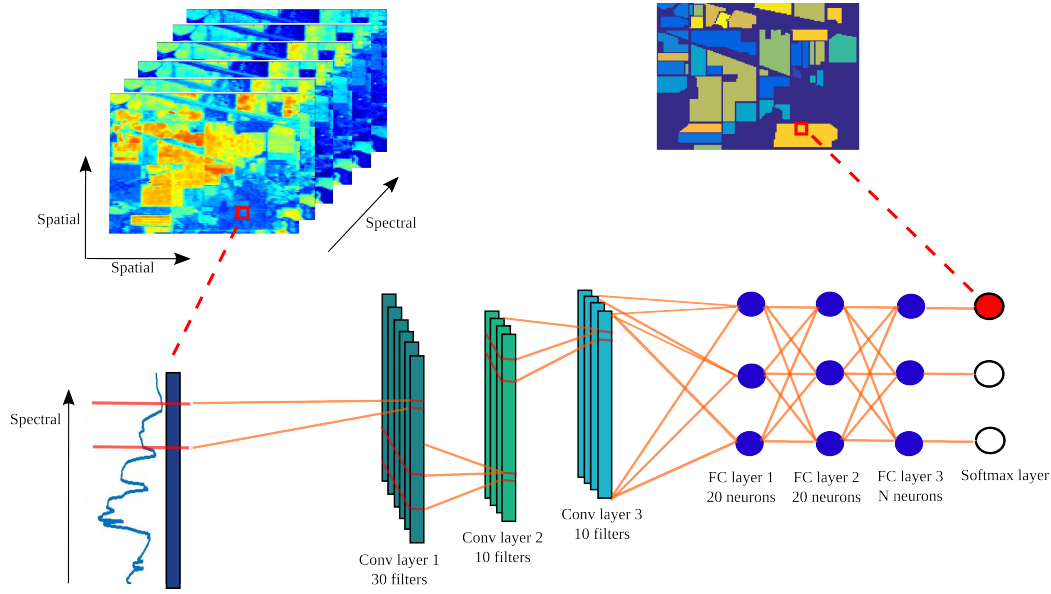 Spatial
Spatial
Spectral
Spectral
Conv layer 1
30 filters
Conv layer 2
10 filters
Conv layer 3
10 filters
FC layer 1
20 neurons
FC layer 2
20 neurons
FC layer 3
N neurons
Softmax layer